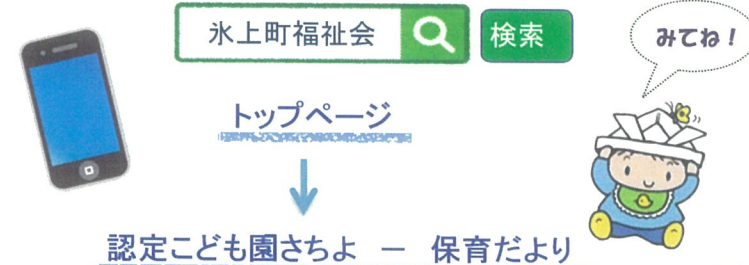 氷上町福祉会
検索
みてね！
トップページ
認定こども園さちよ － 保育だより